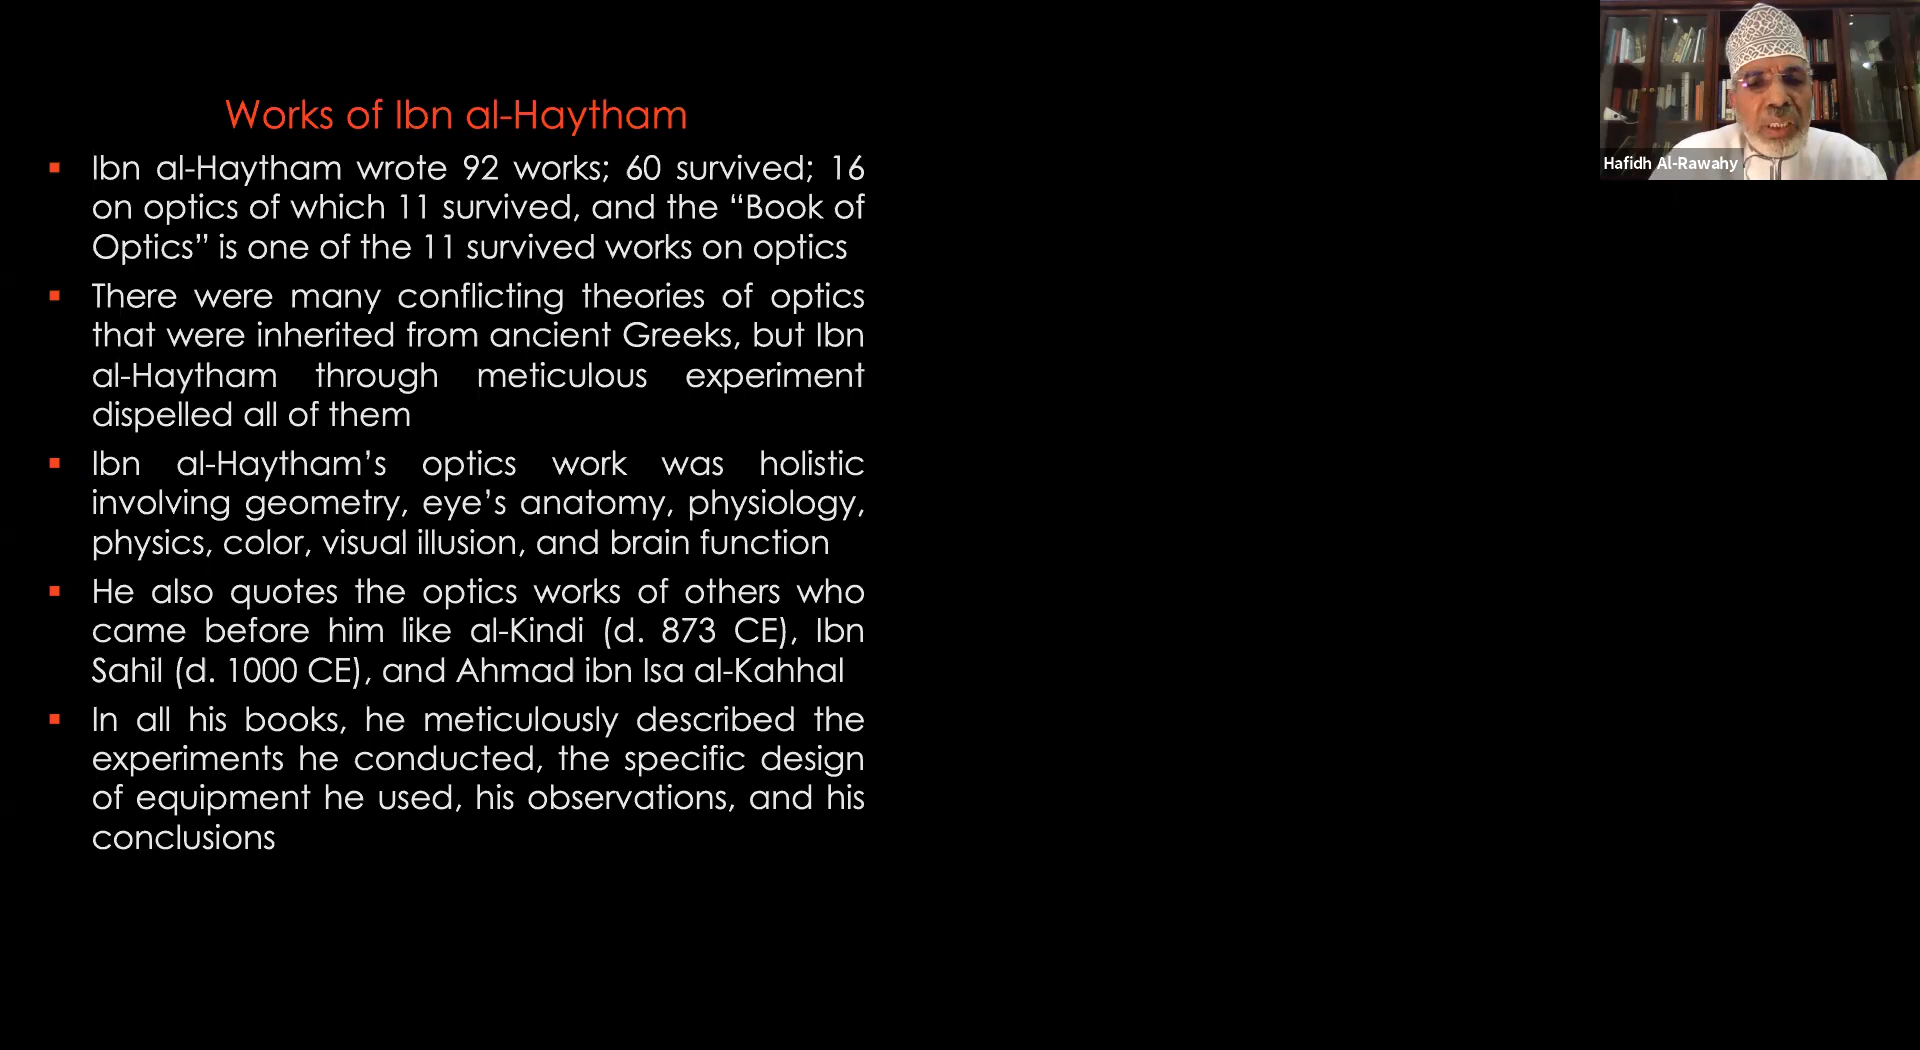 Works of Ibn al-Haytham
▪ Ibn al-Haytham wrote 92 works; 60 survived; 16
on optics of which 11 survived, and the “Book of
Optics” is one of the 11 survived works on optics
▪ There were many conflicting theories of optics
that were inherited from ancient Greeks, but Ibn
al-Haytham through meticulous experiment
dispelled all of them
▪ Ibn al-Haytham’s optics work was holistic
involving geometry, eye’s anatomy, physiology,
physics, color, visual illusion, and brain function
▪ He also quotes the optics works of others who
came before him like al-Kindi (d. 873 CE), Ibn
Sahil (d. 1000 CE), and Ahmad ibn Isa al-Kahhal
▪ In all his books, he meticulously described the
experiments he conducted, the specific design
of equipment he used, his observations, and his
conclusions
Hafidh Al-Rawahy